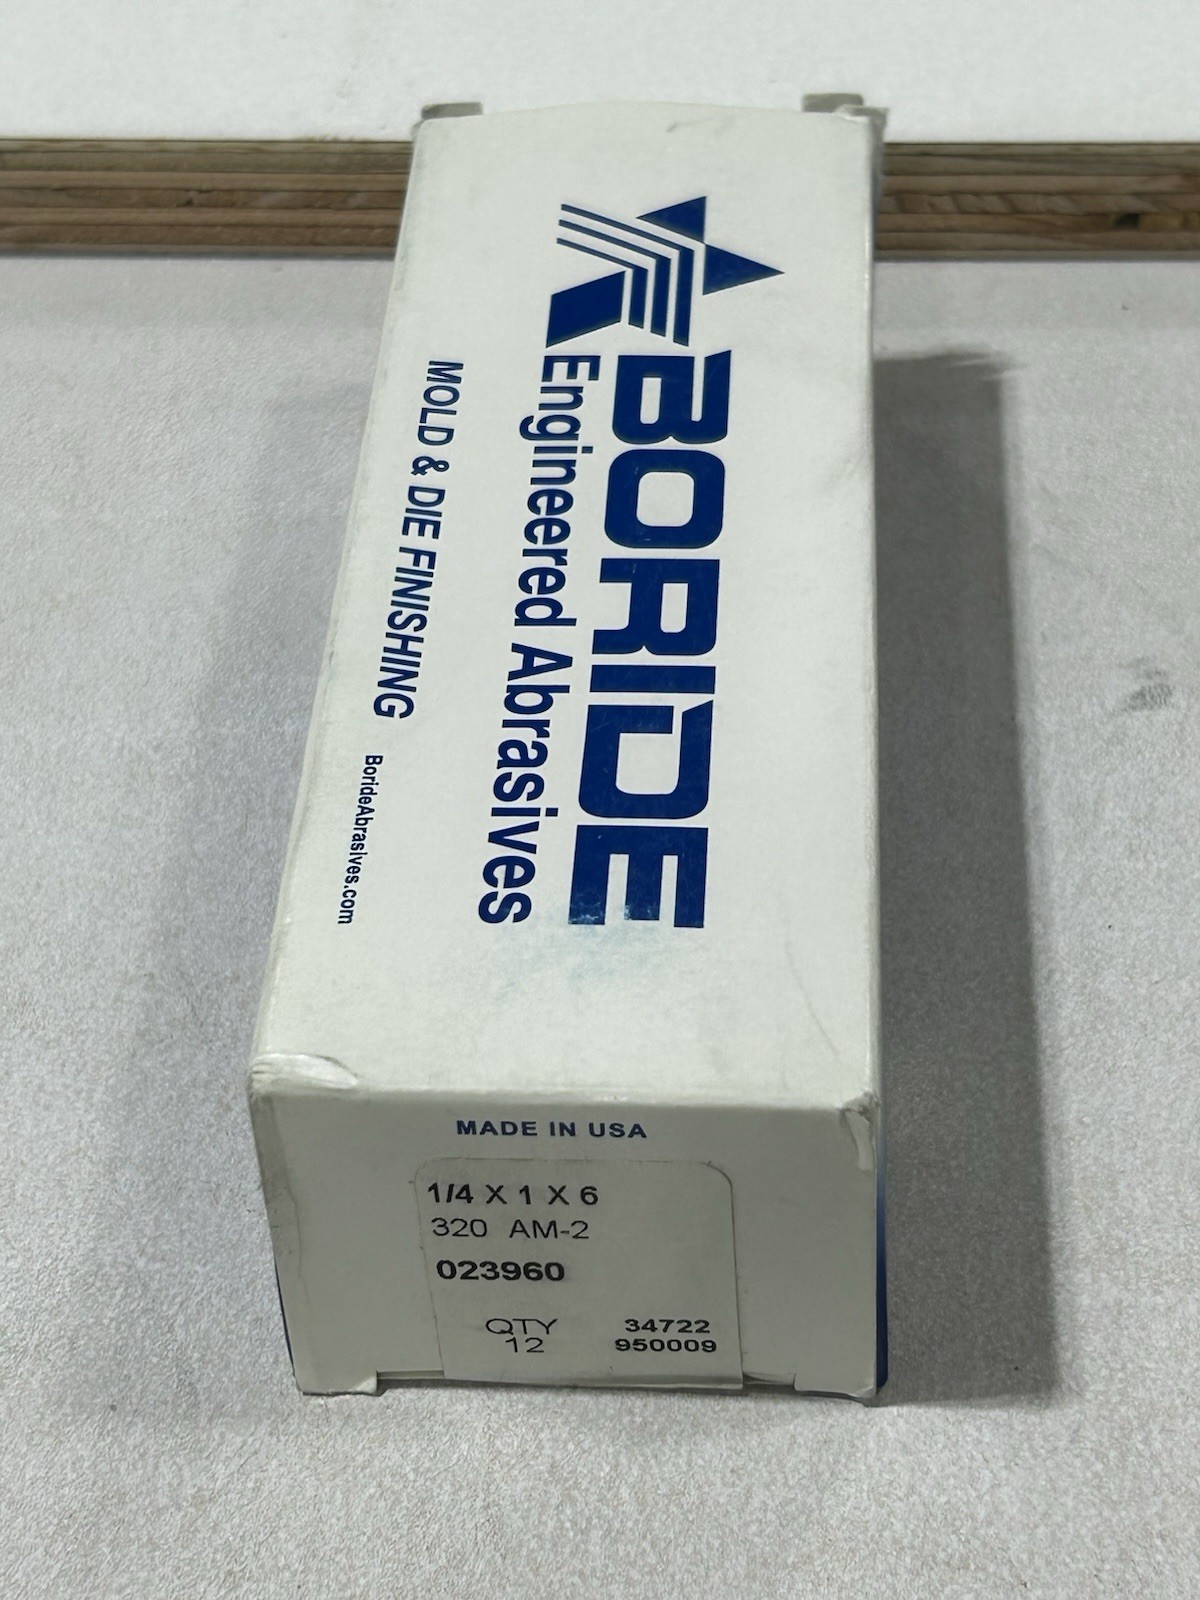 BORIDE
Engineered Abrasives
MOLD & DIE FINISHING BorideAbrasives.com
MADE IN USA
1/4 X 1 X 6
320 AM-2
023960
QTY 34722
12 950009